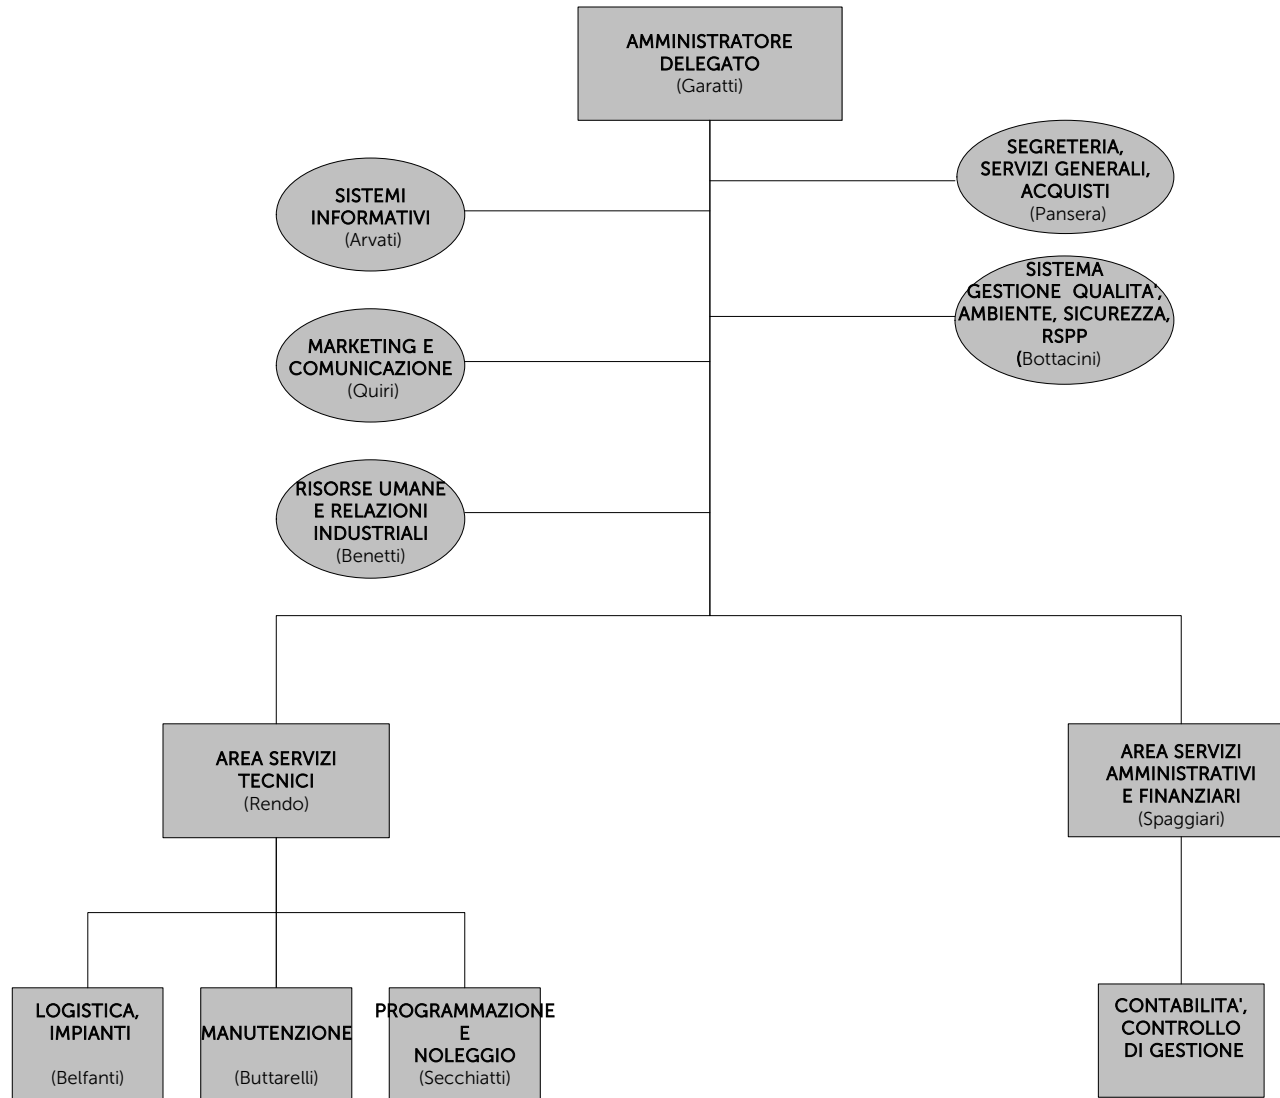 AMMINISTRATORE
DELEGATO
(Garatti)
SEGRETERIA,
SERVIZI GENERALI,
ACQUISTI
(Pansera)
SISTEMI
INFORMATIVI
(Arvati)
SISTEMA
GESTIONE QUALITA',
AMBIENTE, SICUREZZA,
RSPP
(Bottacini)
MARKETING E
COMUNICAZIONE
(Quiri)
RISORSE UMANE
E RELAZIONI
INDUSTRIALI
(Benetti)
AREA SERVIZI
TECNICI
(Rendo)
AREA SERVIZI
AMMINISTRATIVI
E FINANZIARI
(Spaggiari)
LOGISTICA,
IMPIANTI
(Belfanti)
MANUTENZIONE
(Buttarelli)
PROGRAMMAZIONE
E
NOLEGGIO
(Secchiatti)
CONTABILITA',
CONTROLLO
DI GESTIONE